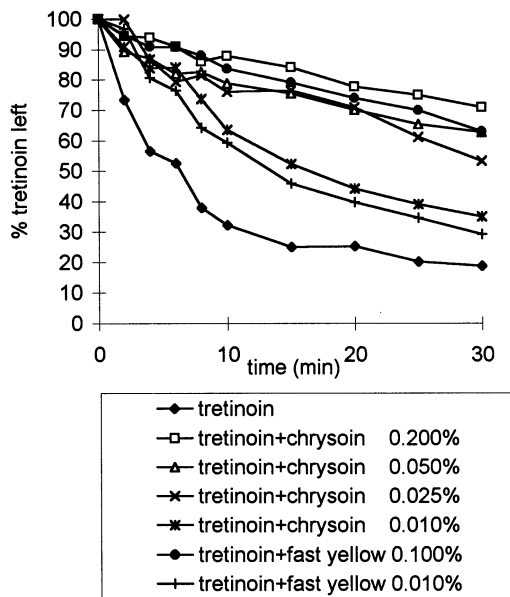 100
90
80
70
60
50
40
30
20
10
0
% tretinoin left
0 10 20 30
time (min)
tretinoin
tretinoin+chrysoin 0.200%
tretinoin+chrysoin 0.050%
tretinoin+chrysoin 0.025%
tretinoin+chrysoin 0.010%
tretinoin+fast yellow 0.100%
tretinoin+fast yellow 0.010%